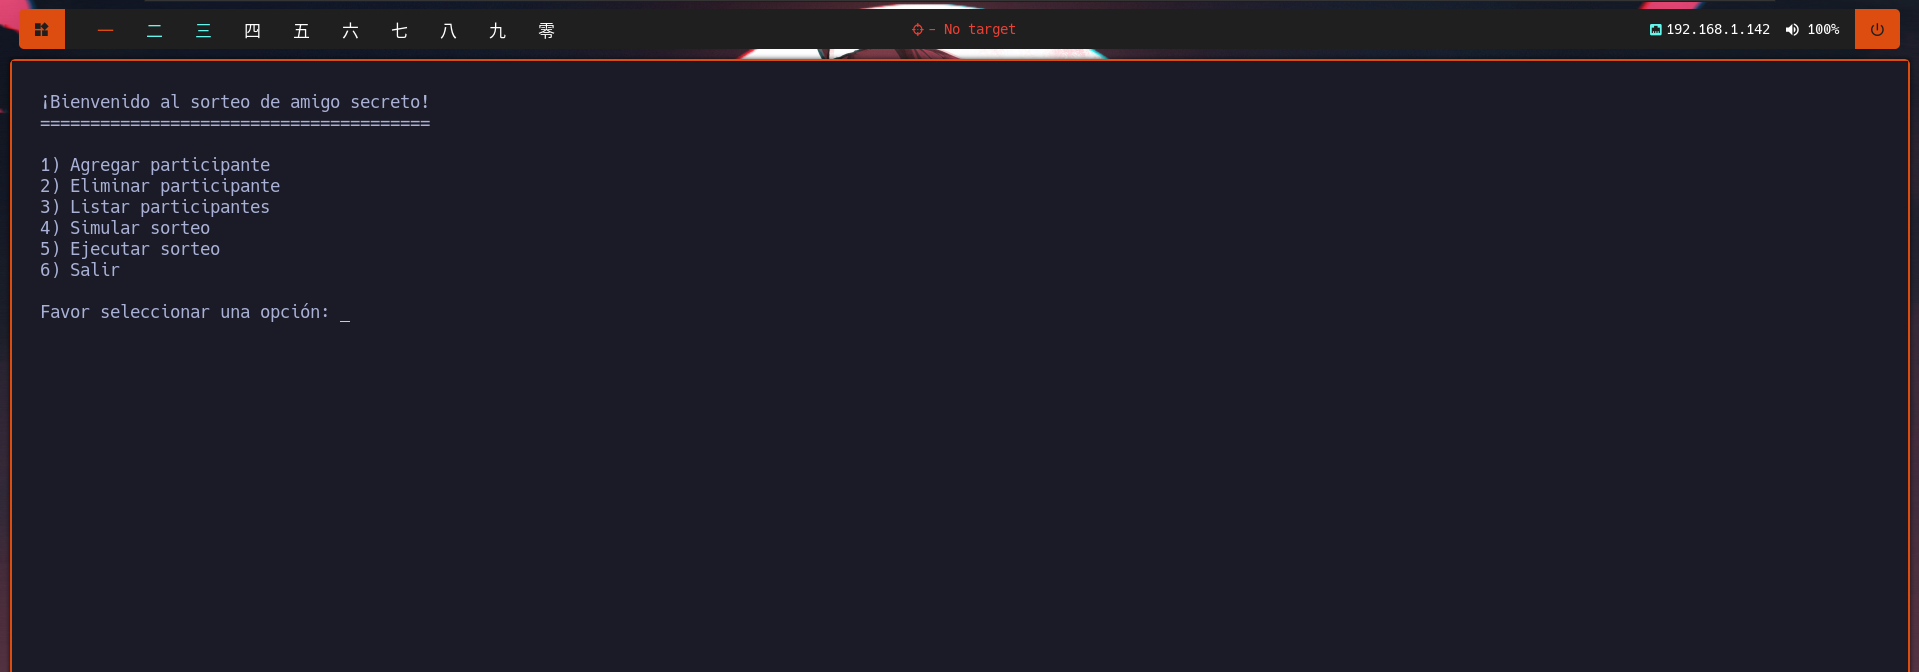 一 二 三 四 五 六 七 八 九 零 - No target 192.168.1.142 100%
¡Bienvenido al sorteo de amigo secreto!
=======================================
1) Agregar participante
2) Eliminar participante
3) Listar participantes
4) Simular sorteo
5) Ejecutar sorteo
6) Salir
Favor seleccionar una opción: _